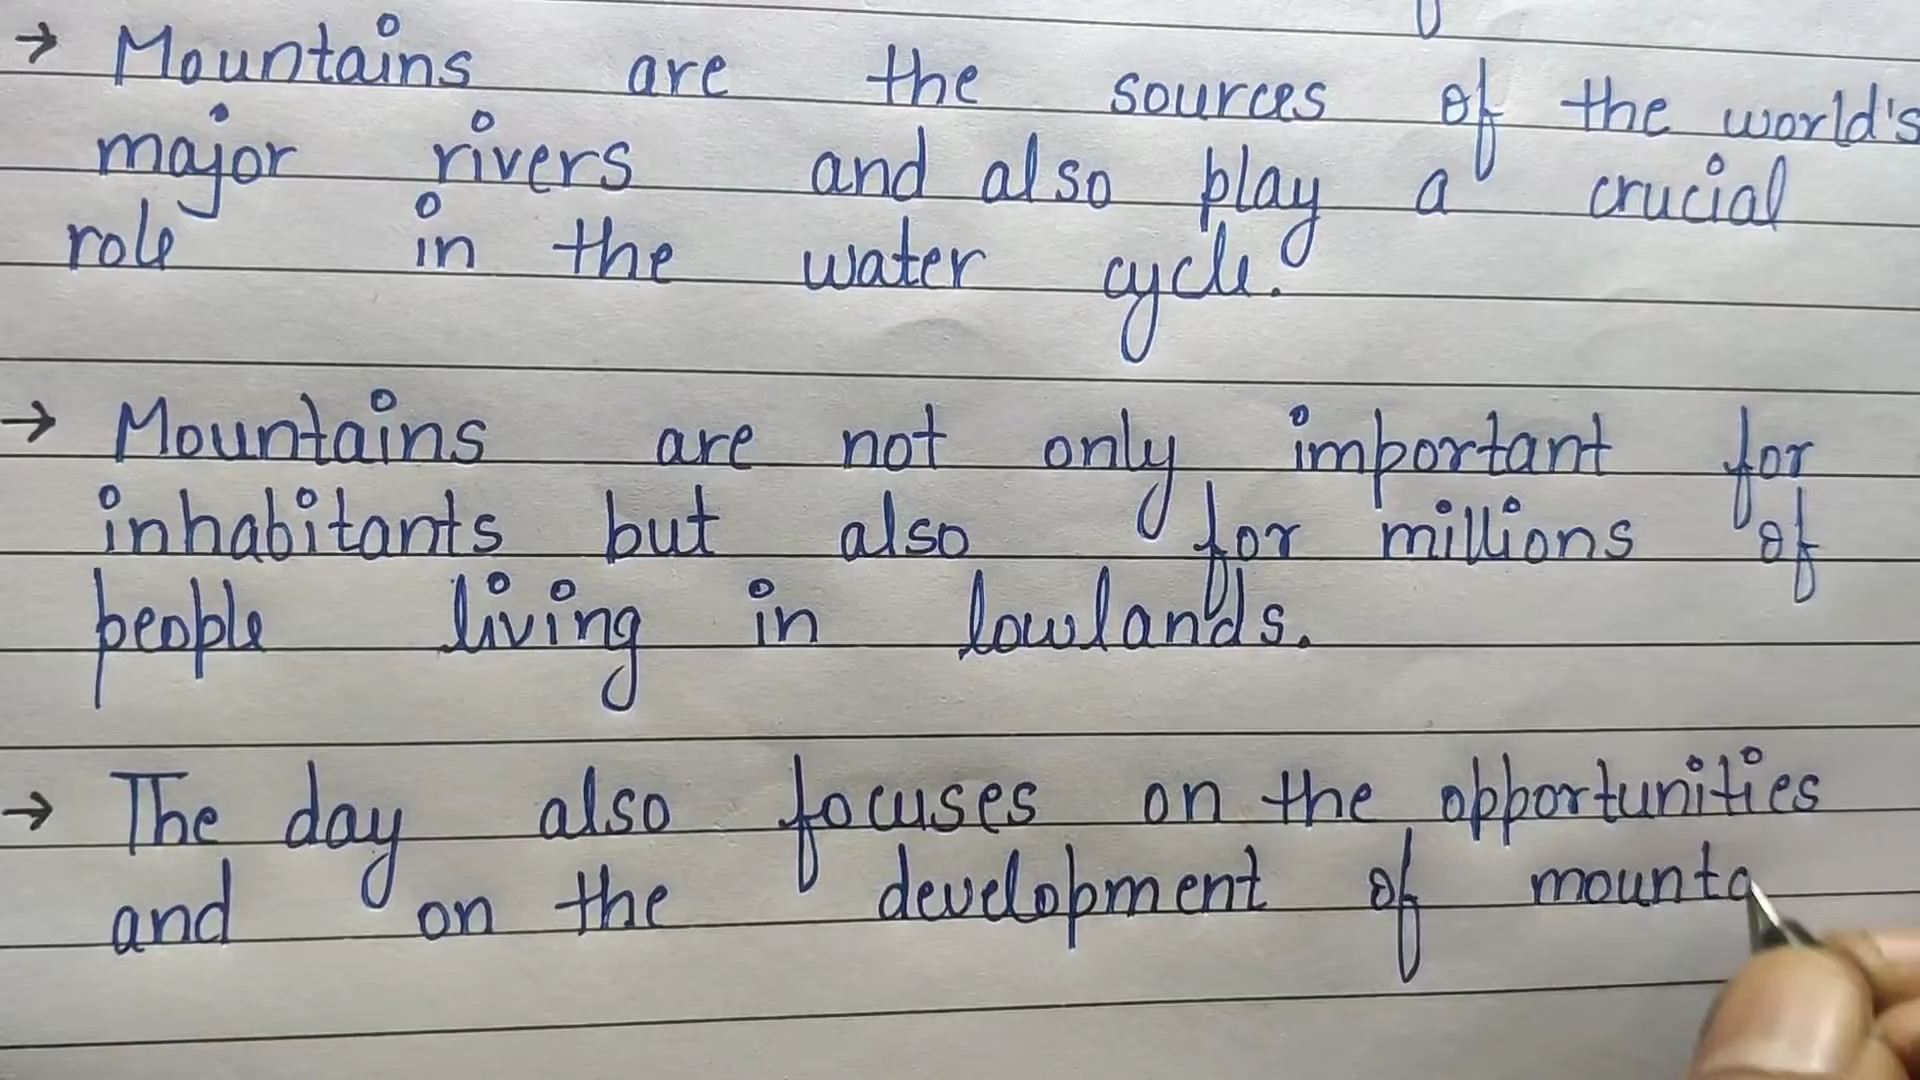 → Mountains are the sources of the world's
major rivers and also play a crucial
role in the water cycle.
→ Mountains are not only important for
inhabitants but also for millions of
people living in lowlands.
→ The day also focuses on the opportunities
and on the development of mounta